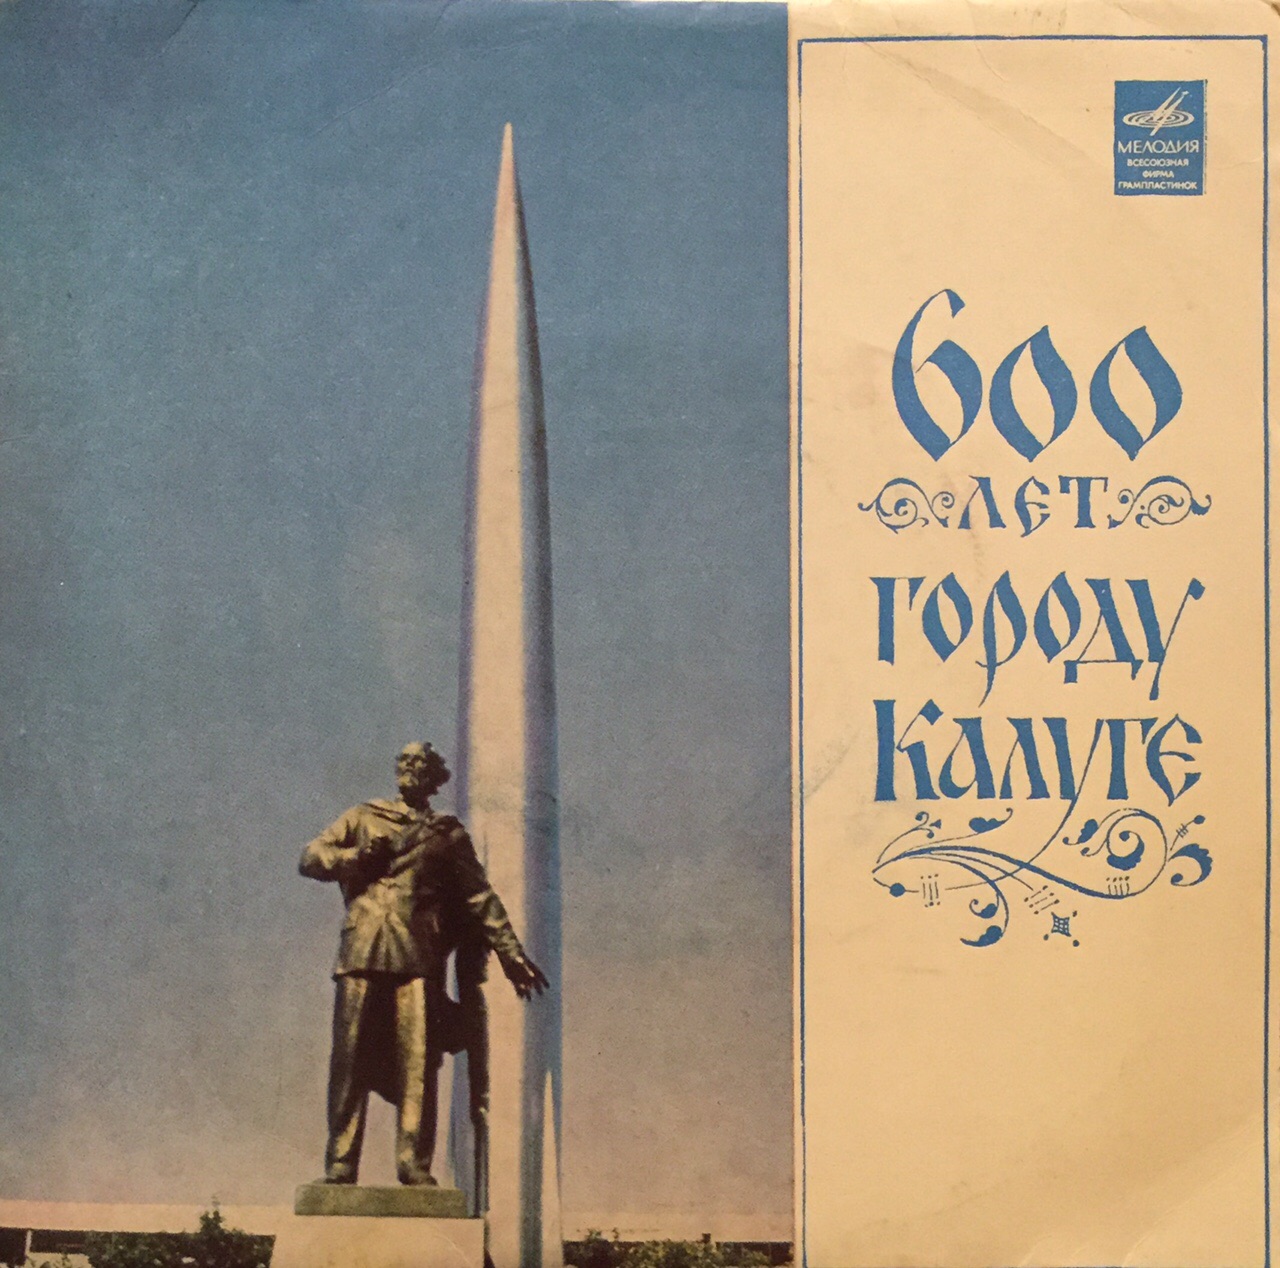 МЕЛОДИЯ
ВСЕСОЮЗНАЯ
ФИРМА
ГРАМПЛАСТИНОК
600
ЛЕТ
ГОРОДУ
КАЛУГЕ